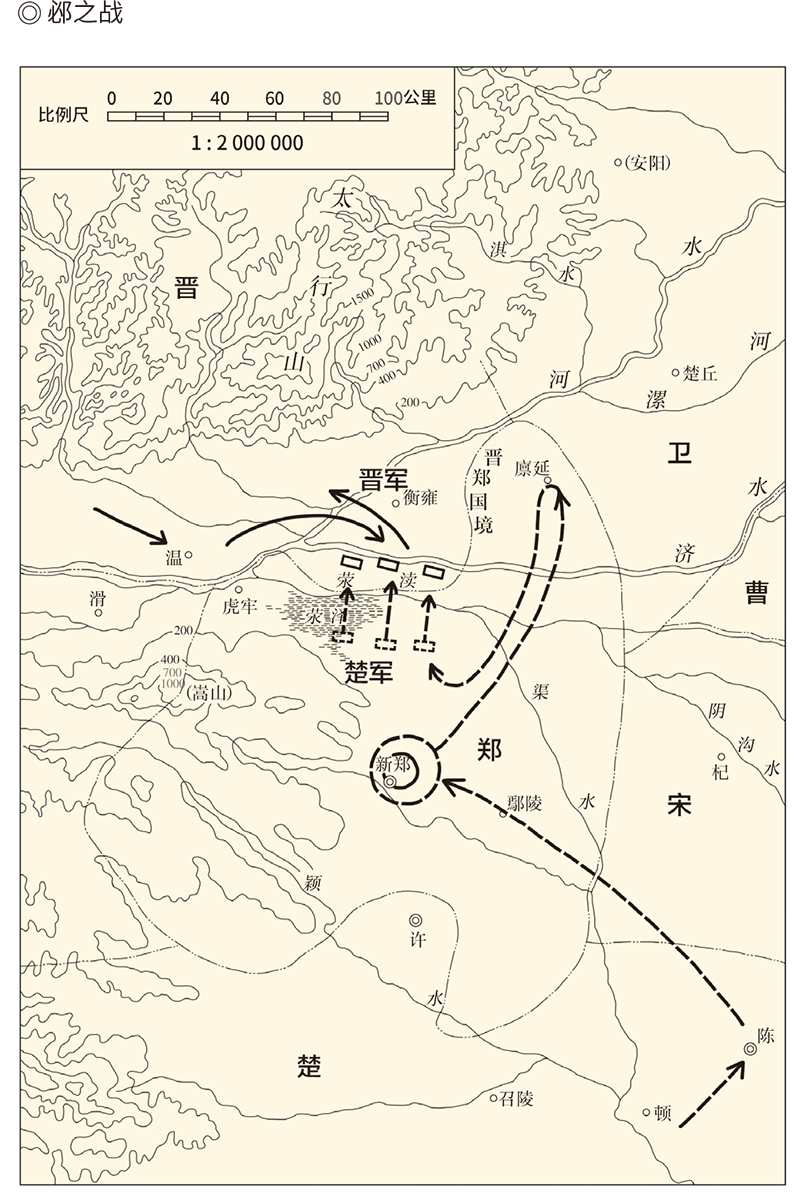 ◎ 邲之战
比例尺
0 20 40 60 80 100公里
1 : 2 000 000
(安阳)
太
行
山
晋
淇
水
水
1500
1000
700
400
200
河
河
漯
楚丘
卫
晋军
衡雍
晋
郑
国
境
廪延
水
济
温
滑
虎牢
荥
渎
荥
曹
200
400
700
1000
(嵩山)
楚军
渠
阴
沟
水
杞
郑
新郑
鄢陵
水
宋
颍
许
水
陈
楚
召陵
顿